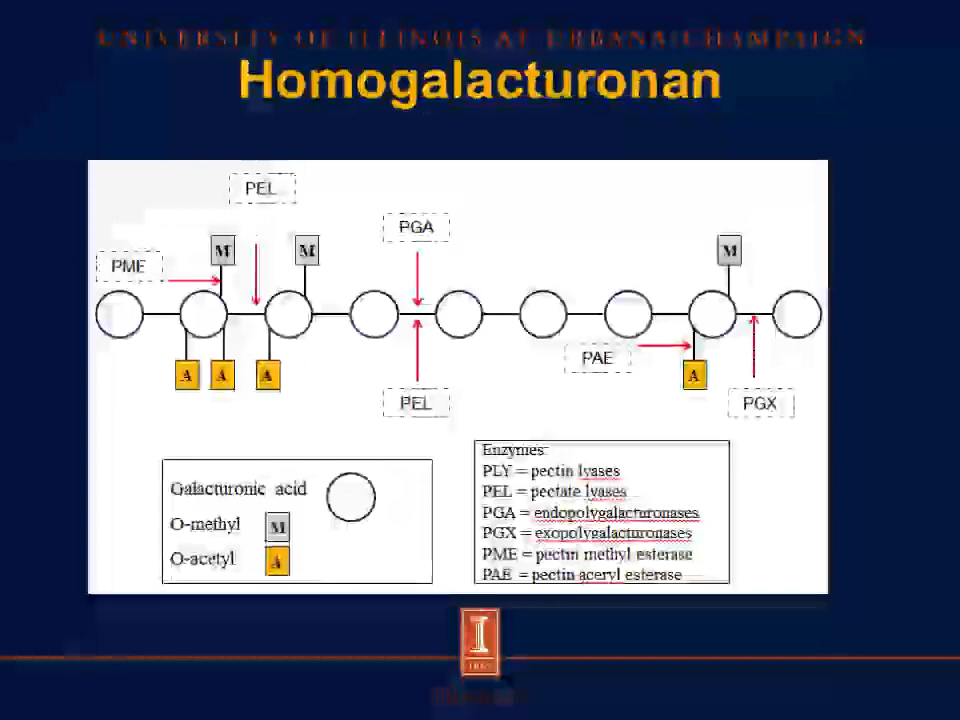 UNIVERSITY OF ILLINOIS AT URBANA-CHAMPAIGN
Homogalacturonan
PEL
PGA
M
M
M
PME
A
A
A
PAE
A
PEL
PGX
Galacturonic acid
O-methyl M
O-acetyl A
Enzymes:
PLY = pectin lyases
PEL = pectate lyases
PGA = endopolygalacturonases
PGX = exopolygalacturonases
PME = pectin methyl esterase
PAE = pectin aceryl esterase
I